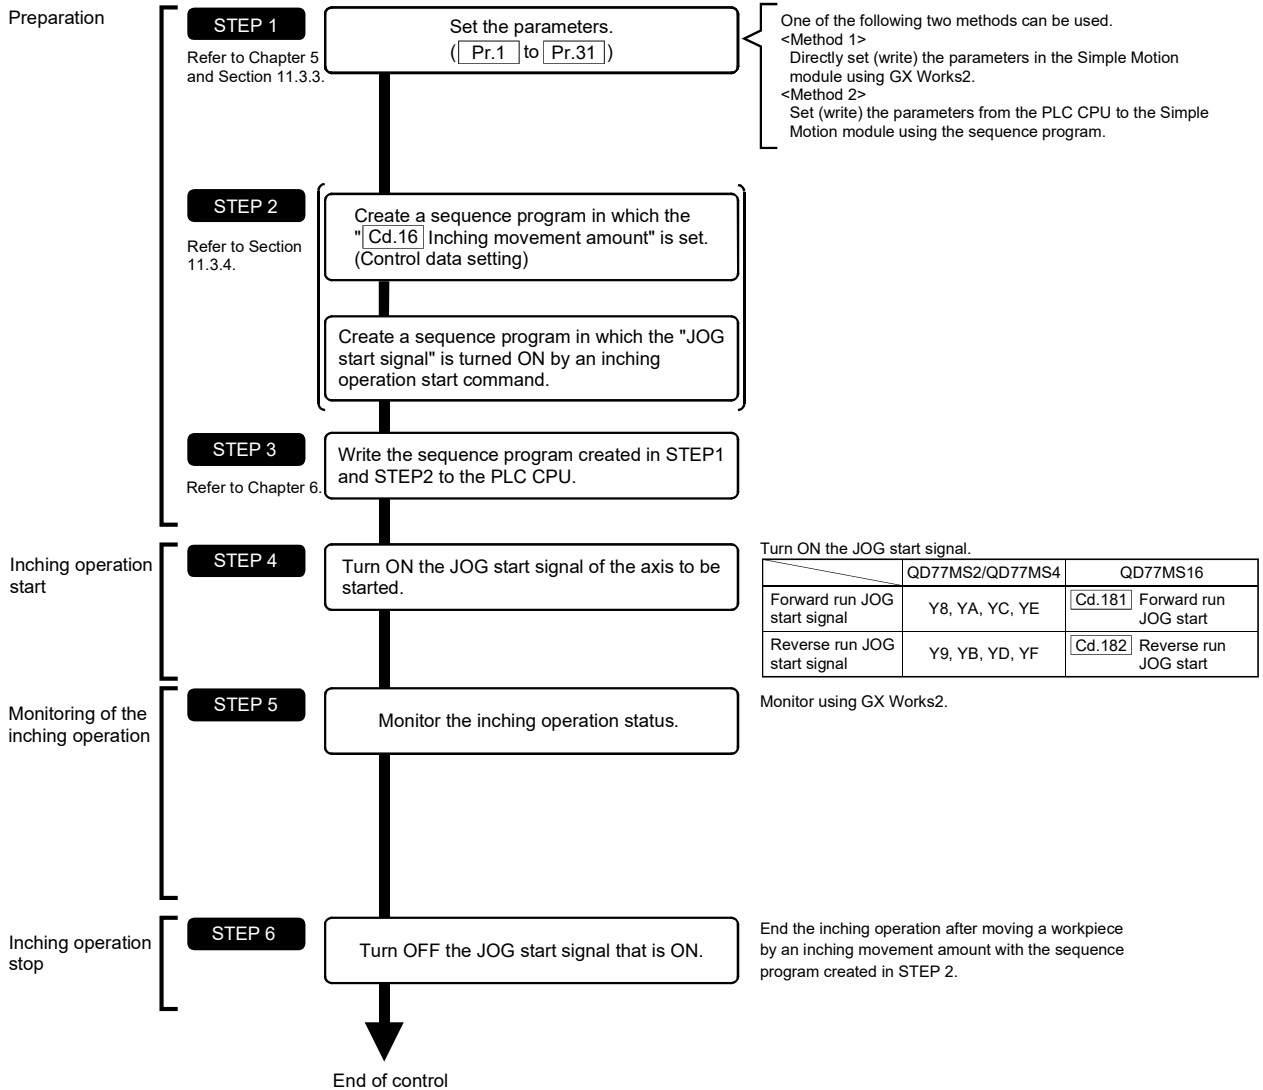 Preparation
STEP 1
Refer to Chapter 5
and Section 11.3.3.
Set the parameters.
( Pr.1 to Pr.31 )
One of the following two methods can be used.
<Method 1>
Directly set (write) the parameters in the Simple Motion
module using GX Works2.
<Method 2>
Set (write) the parameters from the PLC CPU to the Simple
Motion module using the sequence program.
STEP 2
Refer to Section
11.3.4.
Create a sequence program in which the
" Cd.16 Inching movement amount" is set.
(Control data setting)
Create a sequence program in which the "JOG
start signal" is turned ON by an inching
operation start command.
STEP 3
Refer to Chapter 6.
Write the sequence program created in STEP1
and STEP2 to the PLC CPU.
Inching operation
start
STEP 4
Turn ON the JOG start signal of the axis to be
started.
Turn ON the JOG start signal.
QD77MS2/QD77MS4 QD77MS16
Forward run JOG
start signal
Y8, YA, YC, YE
Cd.181 Forward run
JOG start
Reverse run JOG
start signal
Y9, YB, YD, YF
Cd.182 Reverse run
JOG start
Monitoring of the
inching operation
STEP 5
Monitor the inching operation status.
Monitor using GX Works2.
Inching operation
stop
STEP 6
Turn OFF the JOG start signal that is ON.
End the inching operation after moving a workpiece
by an inching movement amount with the sequence
program created in STEP 2.
End of control